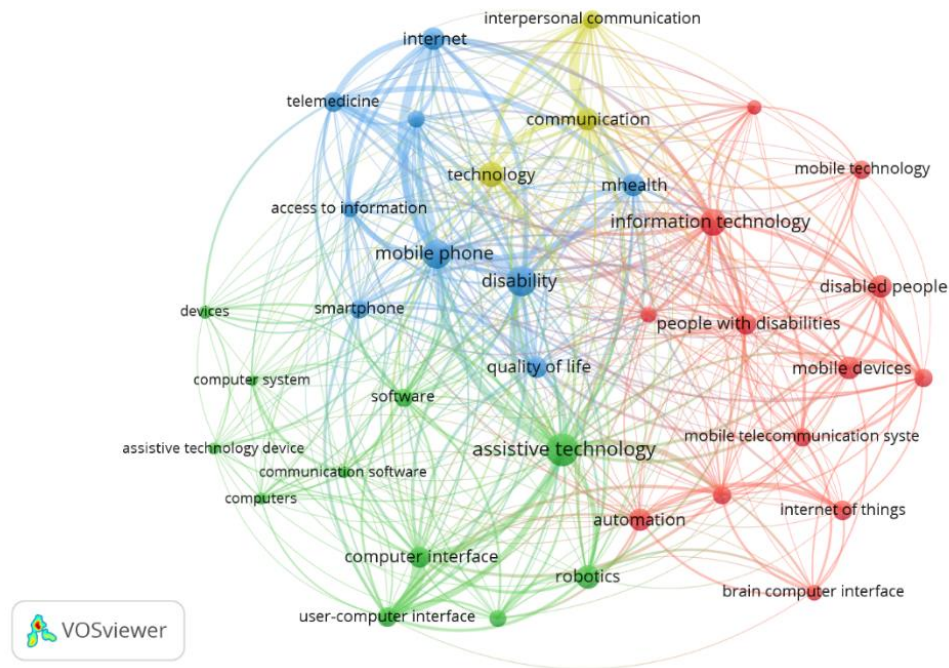 interpersonal communication
internet
telemedicine
communication
mobile technology
technology
mhealth
access to information
information technology
mobile phone
disability
disabled people
devices
smartphone
people with disabilities
quality of life
mobile devices
computer system
software
mobile telecommunication syste
assistive technology device
assistive technology
communication software
computers
internet of things
automation
computer interface
robotics
brain computer interface
user-computer interface
VOSviewer